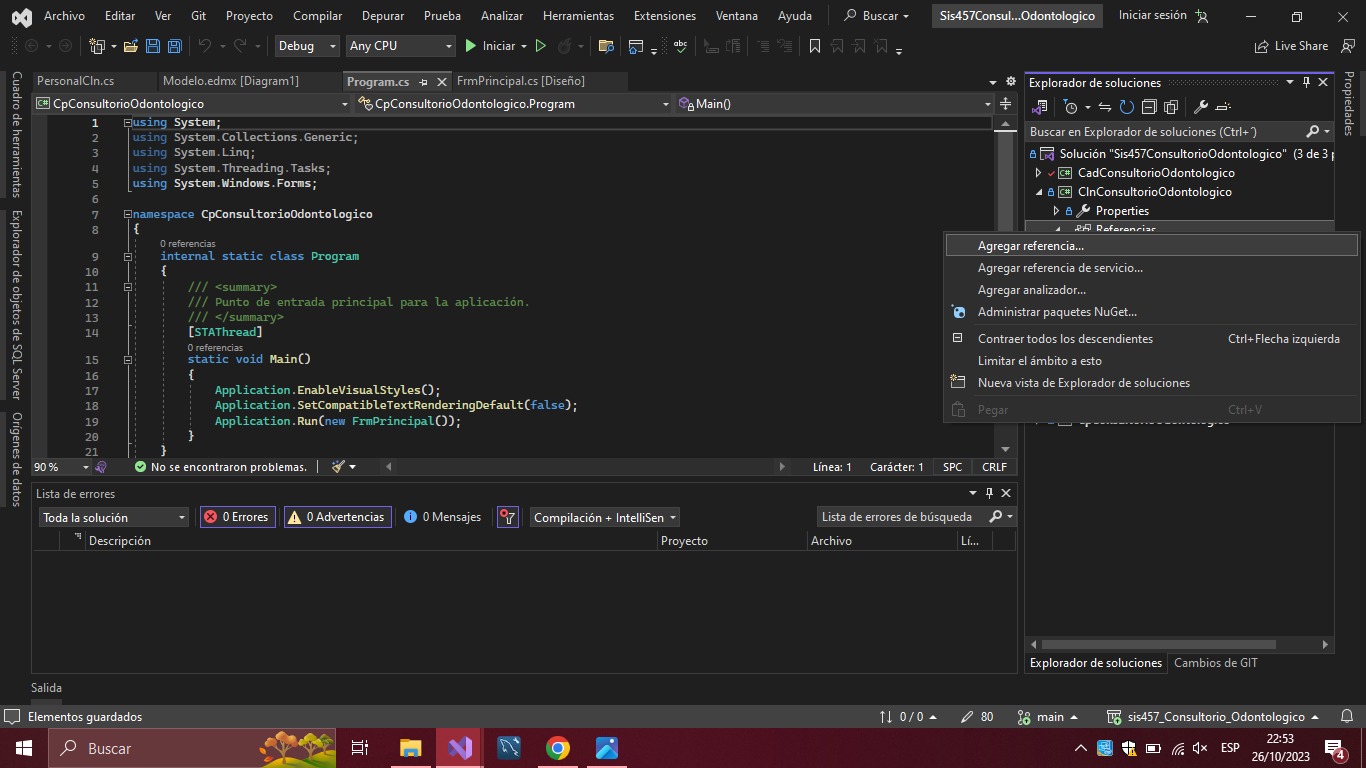 Archivo Editar Ver Git Proyecto Compilar Depurar Prueba Analizar Herramientas Extensiones Ventana Ayuda Buscar Sis457Consul...Odontologico Iniciar sesión
Debug Any CPU Iniciar Live Share
Cuadro de herramientas
Explorador de objetos de SQL Server
Orígenes de datos
PersonalCln.cs Modelo.edmx [Diagram1] Program.cs FrmPrincipal.cs [Diseño]
CpConsultorioOdontologico CpConsultorioOdontologico.Program Main()
1 using System;
2 using System.Collections.Generic;
3 using System.Linq;
4 using System.Threading.Tasks;
5 using System.Windows.Forms;
6
7 namespace CpConsultorioOdontologico
8 {
0 referencias
9 internal static class Program
10 {
11 /// <summary>
12 /// Punto de entrada principal para la aplicación.
13 /// </summary>
14 [STAThread]
0 referencias
15 static void Main()
16 {
17 Application.EnableVisualStyles();
18 Application.SetCompatibleTextRenderingDefault(false);
19 Application.Run(new FrmPrincipal());
20 }
21 }
90 % No se encontraron problemas. Línea: 1 Carácter: 1 SPC CRLF
Explorador de soluciones
Propiedades
Buscar en Explorador de soluciones (Ctrl+´)
Solución "Sis457ConsultorioOdontologico" (3 de 3
CadConsultorioOdontologico
ClnConsultorioOdontologico
Properties
Referencias
Agregar referencia...
Agregar referencia de servicio...
Agregar analizador...
Administrar paquetes NuGet...
Contraer todos los descendientes Ctrl+Flecha izquierda
Limitar el ámbito a esto
Nueva vista de Explorador de soluciones
Pegar Ctrl+V
Lista de errores
Toda la solución 0 Errores 0 Advertencias 0 Mensajes Compilación + IntelliSen Lista de errores de búsqueda
Descripción Proyecto Archivo Lí...
Explorador de soluciones Cambios de GIT
Salida
Elementos guardados 0 / 0 80 main sis457_Consultorio_Odontologico
Buscar ESP 22:53
26/10/2023 4